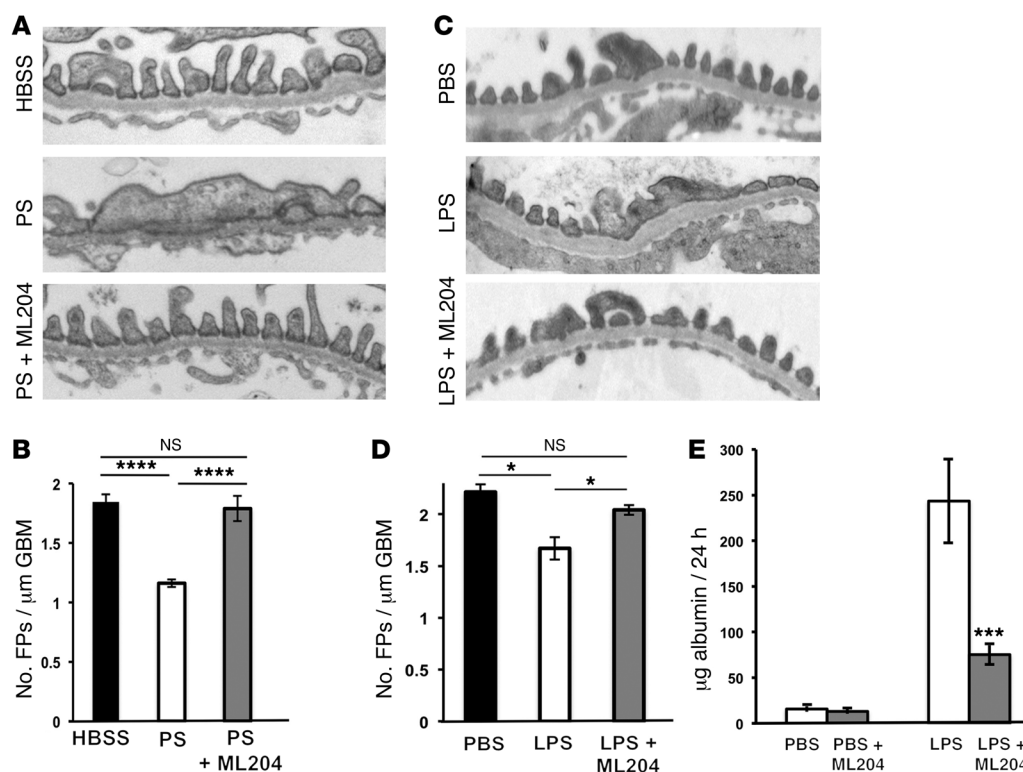 A
HBSS
PS
PS + ML204
C
PBS
LPS
LPS + ML204
B
NS
**** ****
2
1.5
1
0.5
0
No. FPs / μm GBM
HBSS PS PS
+ ML204
D
NS
* *
2
1.5
1
0.5
0
No. FPs / μm GBM
PBS LPS LPS +
ML204
E
300
250
200
150
100
50
0
μg albumin / 24 h
***
PBS PBS + LPS LPS +
ML204 ML204